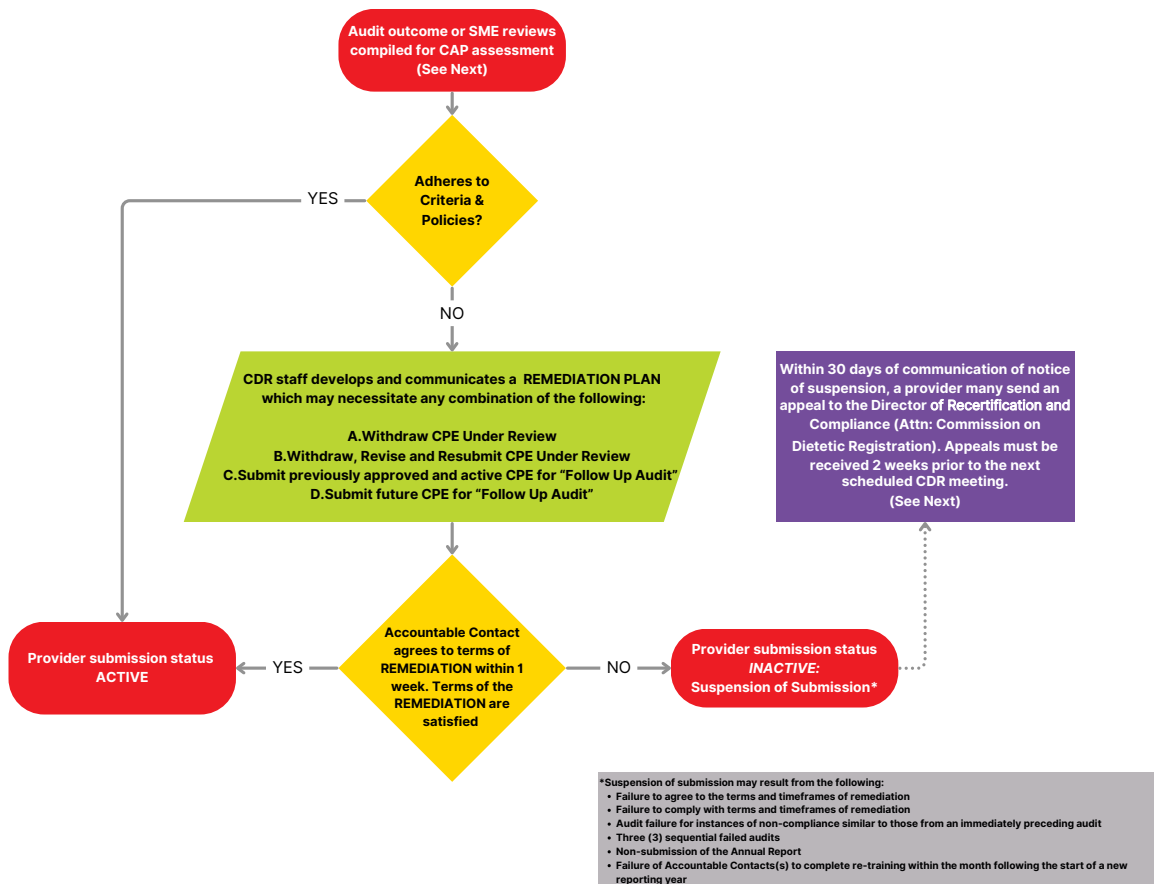 Audit outcome or SME reviews
compiled for CAP assessment
(See Next)
Adheres to
Criteria &
Policies?
YES
NO
CDR staff develops and communicates a REMEDIATION PLAN
which may necessitate any combination of the following:
A.Withdraw CPE Under Review
B.Withdraw, Revise and Resubmit CPE Under Review
C.Submit previously approved and active CPE for “Follow Up Audit”
D.Submit future CPE for “Follow Up Audit”
Within 30 days of communication of notice
of suspension, a provider many send an
appeal to the Director of Recertification and
Compliance (Attn: Commission on
Dietetic Registration). Appeals must be
received 2 weeks prior to the next
scheduled CDR meeting.
(See Next)
Accountable Contact
agrees to terms of
REMEDIATION within 1
week. Terms of the
REMEDIATION are
satisfied
YES
NO
Provider submission status
ACTIVE
Provider submission status
INACTIVE:
Suspension of Submission*
*Suspension of submission may result from the following:
• Failure to agree to the terms and timeframes of remediation
• Failure to comply with terms and timeframes of remediation
• Audit failure for instances of non-compliance similar to those from an immediately preceding audit
• Three (3) sequential failed audits
• Non-submission of the Annual Report
• Failure of Accountable Contacts(s) to complete re-training within the month following the start of a new
reporting year